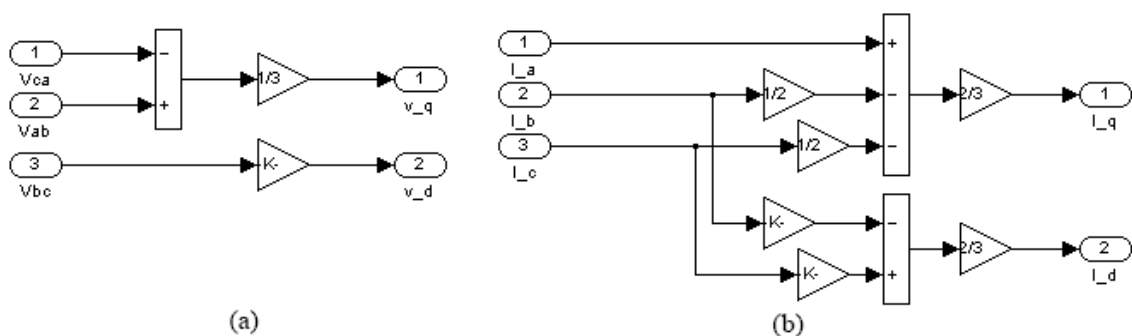 1
Vca
2
Vab
3
Vbc
−
+
1/3
-K-
1
v_q
2
v_d
(a)
1
I_a
2
I_b
3
I_c
1/2
1/2
-K-
-K-
+
−
−
−
+
2/3
2/3
1
I_q
2
I_d
(b)